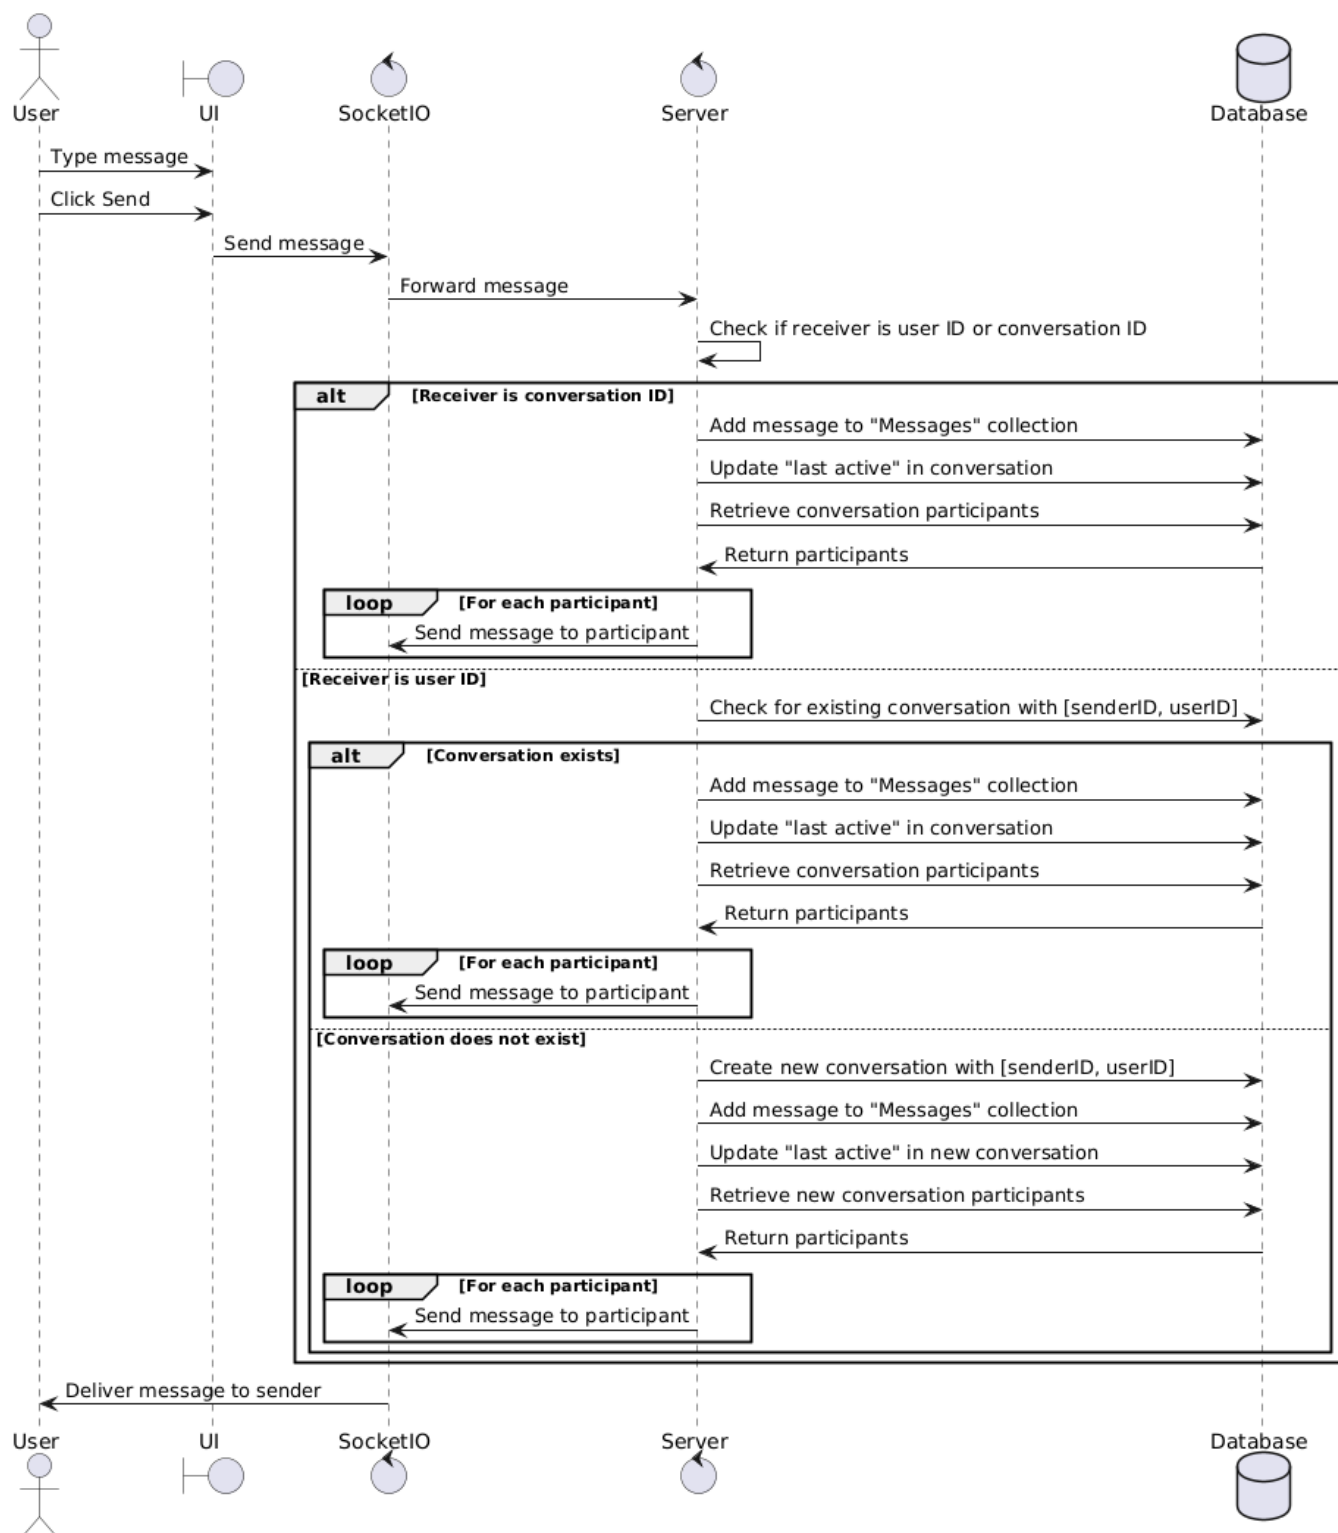 User UI SocketIO Server Database
Type message
Click Send
Send message
Forward message
Check if receiver is user ID or conversation ID
alt [Receiver is conversation ID]
Add message to "Messages" collection
Update "last active" in conversation
Retrieve conversation participants
Return participants
loop [For each participant]
Send message to participant
[Receiver is user ID]
Check for existing conversation with [senderID, userID]
alt [Conversation exists]
Add message to "Messages" collection
Update "last active" in conversation
Retrieve conversation participants
Return participants
loop [For each participant]
Send message to participant
[Conversation does not exist]
Create new conversation with [senderID, userID]
Add message to "Messages" collection
Update "last active" in new conversation
Retrieve new conversation participants
Return participants
loop [For each participant]
Send message to participant
Deliver message to sender
User UI SocketIO Server Database